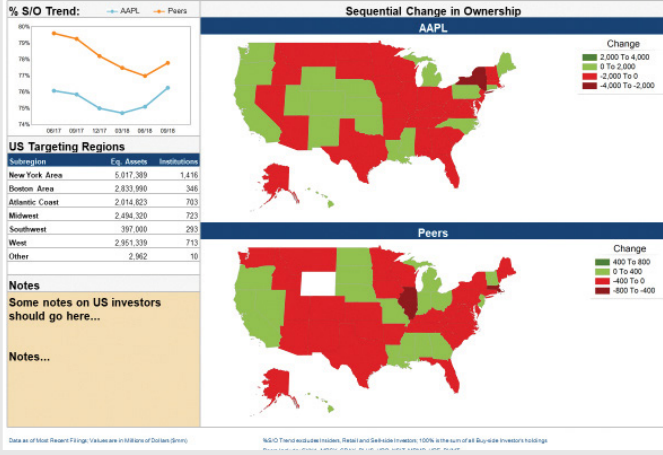 % S/O Trend:
AAPL
Peers
80%
79%
78%
77%
76%
75%
74%
06/17 09/17 12/17 03/18 06/18 09/18
US Targeting Regions
Subregion Eq. Assets Institutions
New York Area 5,017,389 1,416
Boston Area 2,833,990 346
Atlantic Coast 2,014,823 703
Midwest 2,494,320 723
Southwest 397,000 293
West 2,951,339 713
Other 2,962 10
Notes
Some notes on US investors
should go here...
Notes...
Sequential Change in Ownership
AAPL
Change
2,000 To 4,000
0 To 2,000
-2,000 To 0
-4,000 To -2,000
Peers
Change
400 To 800
0 To 400
-400 To 0
-800 To -400
Data as of Most Recent Filings; Values are in Millions of Dollars ($mm)
%S/O Trend excludes Insiders, Retail and Sell-side Investors; 100% is the sum of all Buy-side Investors holdings